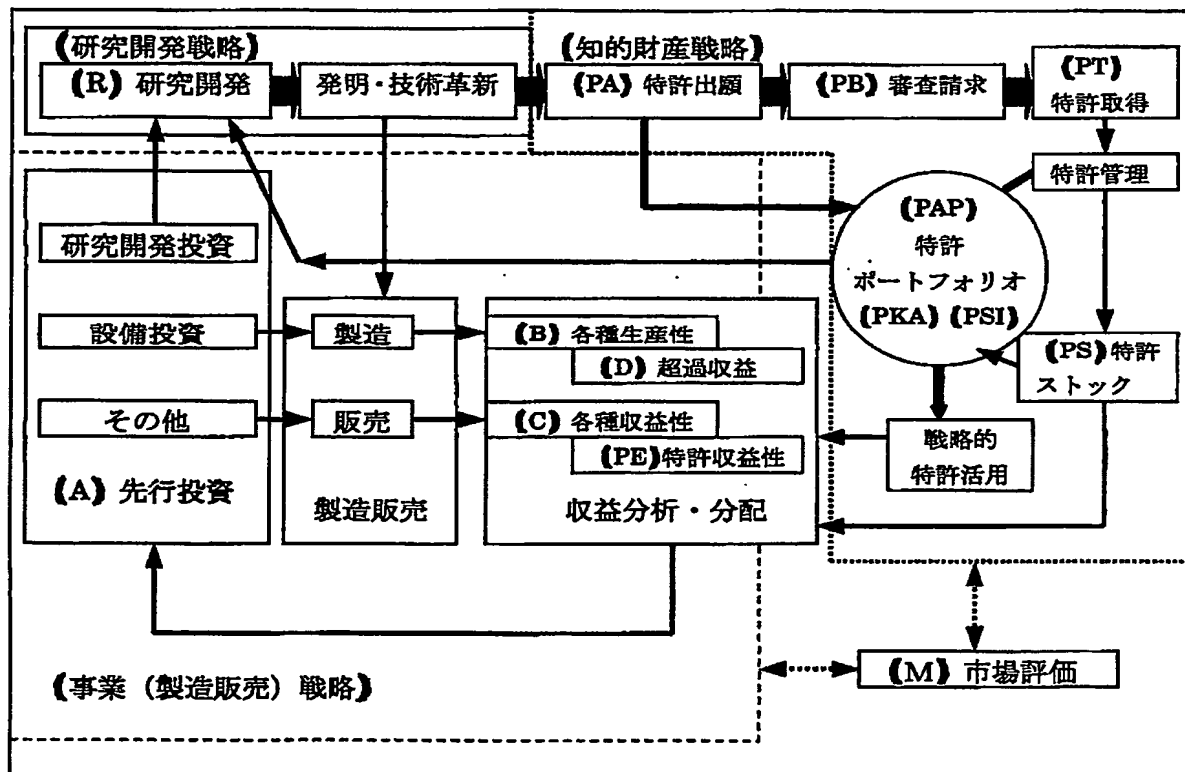 【研究開発戦略】
【知的財産戦略】
(R) 研究開発
発明・技術革新
(PA) 特許出願
(PB) 審査請求
(PT)
特許取得
特許管理
(PAP)
特許
ポートフォリオ
(PKA) (PSI)
研究開発投資
設備投資
その他
(A) 先行投資
製造
販売
製造販売
(B) 各種生産性
(D) 超過収益
(C) 各種収益性
(PE)特許収益性
収益分析・分配
(PS)特許
ストック
戦略的
特許活用
(M) 市場評価
【事業（製造販売）戦略】